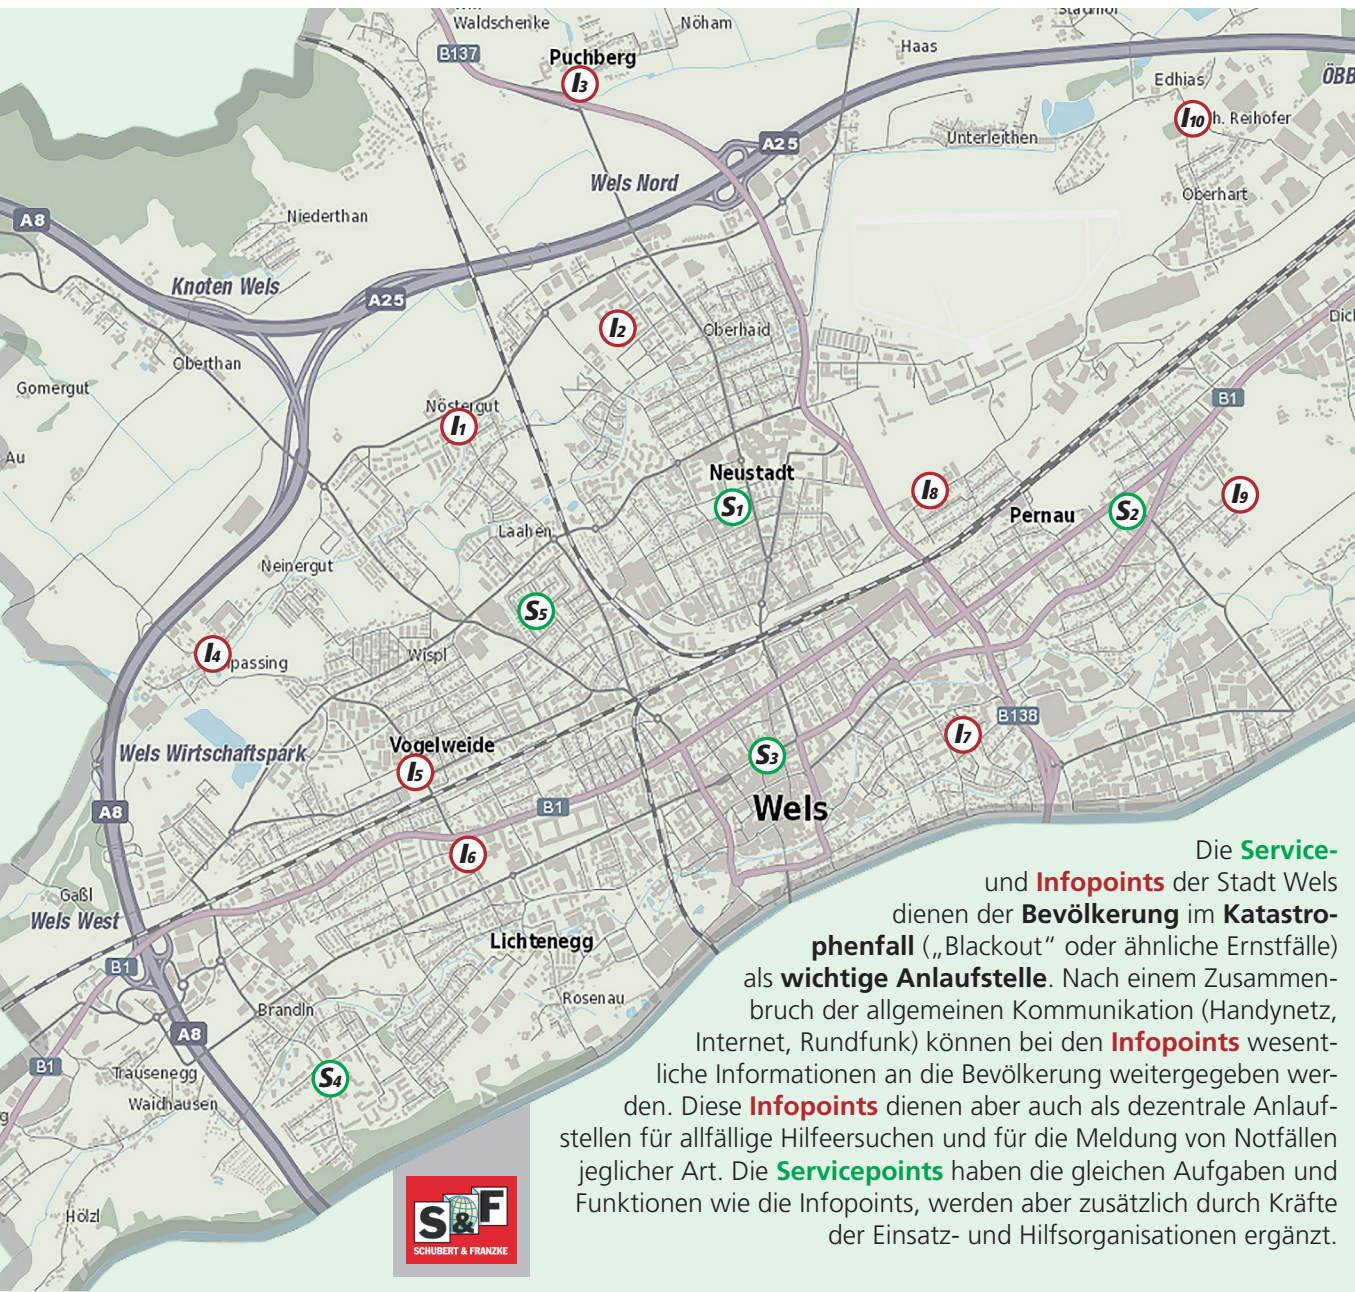 Waldschenke
Nöham
Haas
B137
Puchberg
I3
Edhias
ÖBB
I10
h. Reihofer
Unterleithen
A25
Wels Nord
Oberhart
A8
Niederthan
Knoten Wels
A25
I2
Oberhaid
Oberthan
Gomergut
B1
Nöstergut
I1
Au
Neustadt
I8
I9
S1
Pernau
S2
Laahen
Neinergut
S5
I4
passing
Wispl
B138
I7
Wels Wirtschaftspark
Vogelweide
S3
I5
A8
B1
Wels
I6
Gaßl
Wels West
Lichtenegg
B1
Rosenau
Brandln
A8
B1
Trausenegg
S4
Waidhausen
Hölzl
Die Service-
und Infopoints der Stadt Wels
dienen der Bevölkerung im Katastro-
phenfall („Blackout“ oder ähnliche Ernstfälle)
als wichtige Anlaufstelle. Nach einem Zusammen-
bruch der allgemeinen Kommunikation (Handynetz,
Internet, Rundfunk) können bei den Infopoints wesent-
liche Informationen an die Bevölkerung weitergegeben wer-
den. Diese Infopoints dienen aber auch als dezentrale Anlauf-
stellen für allfällige Hilfeersuchen und für die Meldung von Notfällen
jeglicher Art. Die Servicepoints haben die gleichen Aufgaben und
Funktionen wie die Infopoints, werden aber zusätzlich durch Kräfte
der Einsatz- und Hilfsorganisationen ergänzt.
S&F
SCHUBERT & FRANZKE